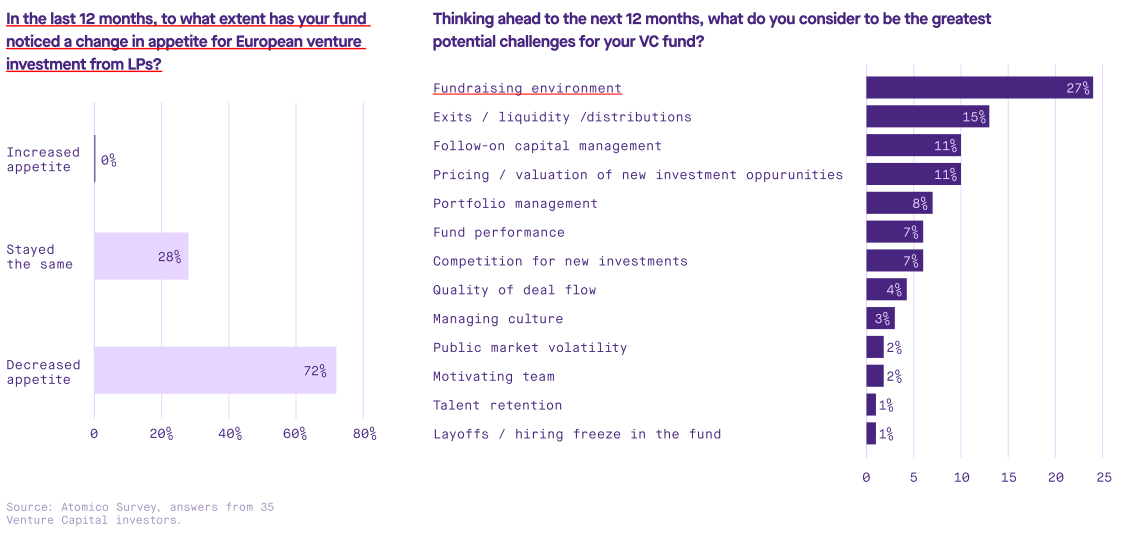 In the last 12 months, to what extent has your fund
noticed a change in appetite for European venture
investment from LPs?
Increased
appetite
0%
Stayed
the same
28%
Decreased
appetite
72%
0 20% 40% 60% 80%
Source: Atomico Survey, answers from 35
Venture Capital investors.
Thinking ahead to the next 12 months, what do you consider to be the greatest
potential challenges for your VC fund?
Fundraising environment 27%
Exits / liquidity /distributions 15%
Follow-on capital management 11%
Pricing / valuation of new investment oppurunities 11%
Portfolio management 8%
Fund performance 7%
Competition for new investments 7%
Quality of deal flow 4%
Managing culture 3%
Public market volatility 2%
Motivating team 2%
Talent retention 1%
Layoffs / hiring freeze in the fund 1%
0 5 10 15 20 25